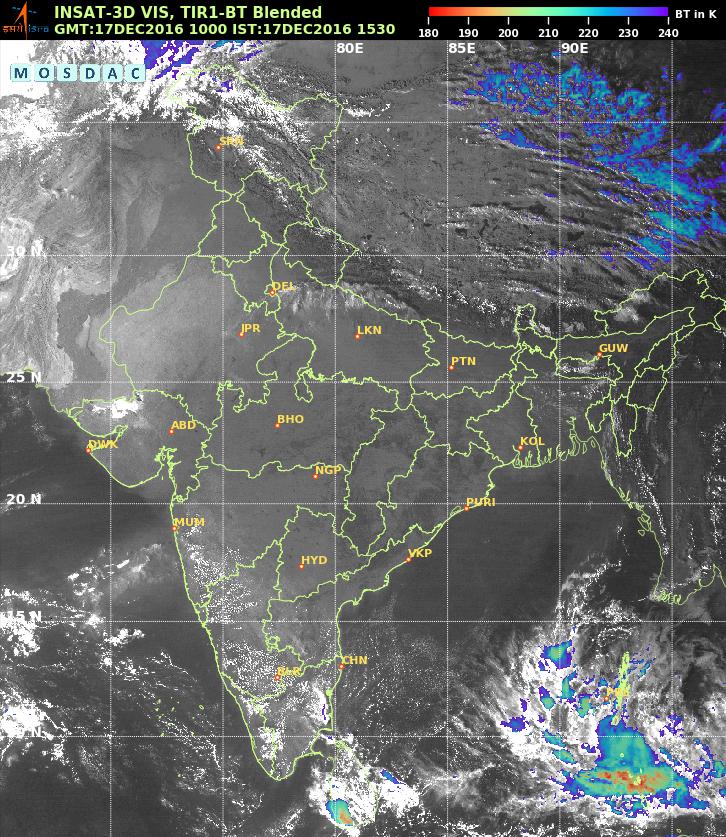 INSAT-3D VIS, TIR1-BT Blended
GMT:17DEC2016 1000 IST:17DEC2016 1530
BT in K
180 190 200 210 220 230 240
80E 85E 90E
M O S D A C
SRN
30 N
DEL
JPR
LKN
GUW
PTN
25 N
ABD
BHO
DWK
KOL
NGP
20 N
PURI
MUM
VKP
HYD
15 N
CHN
BLR